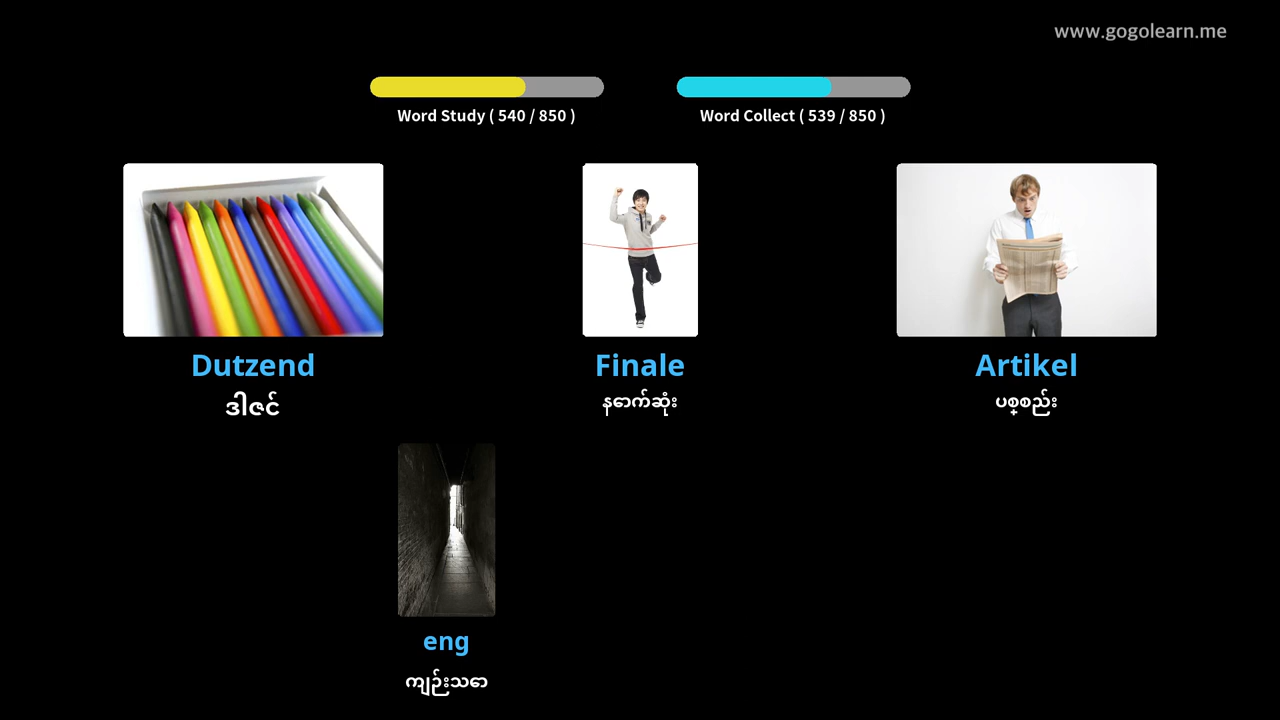 www.gogolearn.me
Word Study ( 540 / 850 )
Word Collect ( 539 / 850 )
Dutzend
ဒါဇင်
Finale
နောက်ဆုံး
Artikel
ပစ္စည်း
eng
ကျဉ်းသော